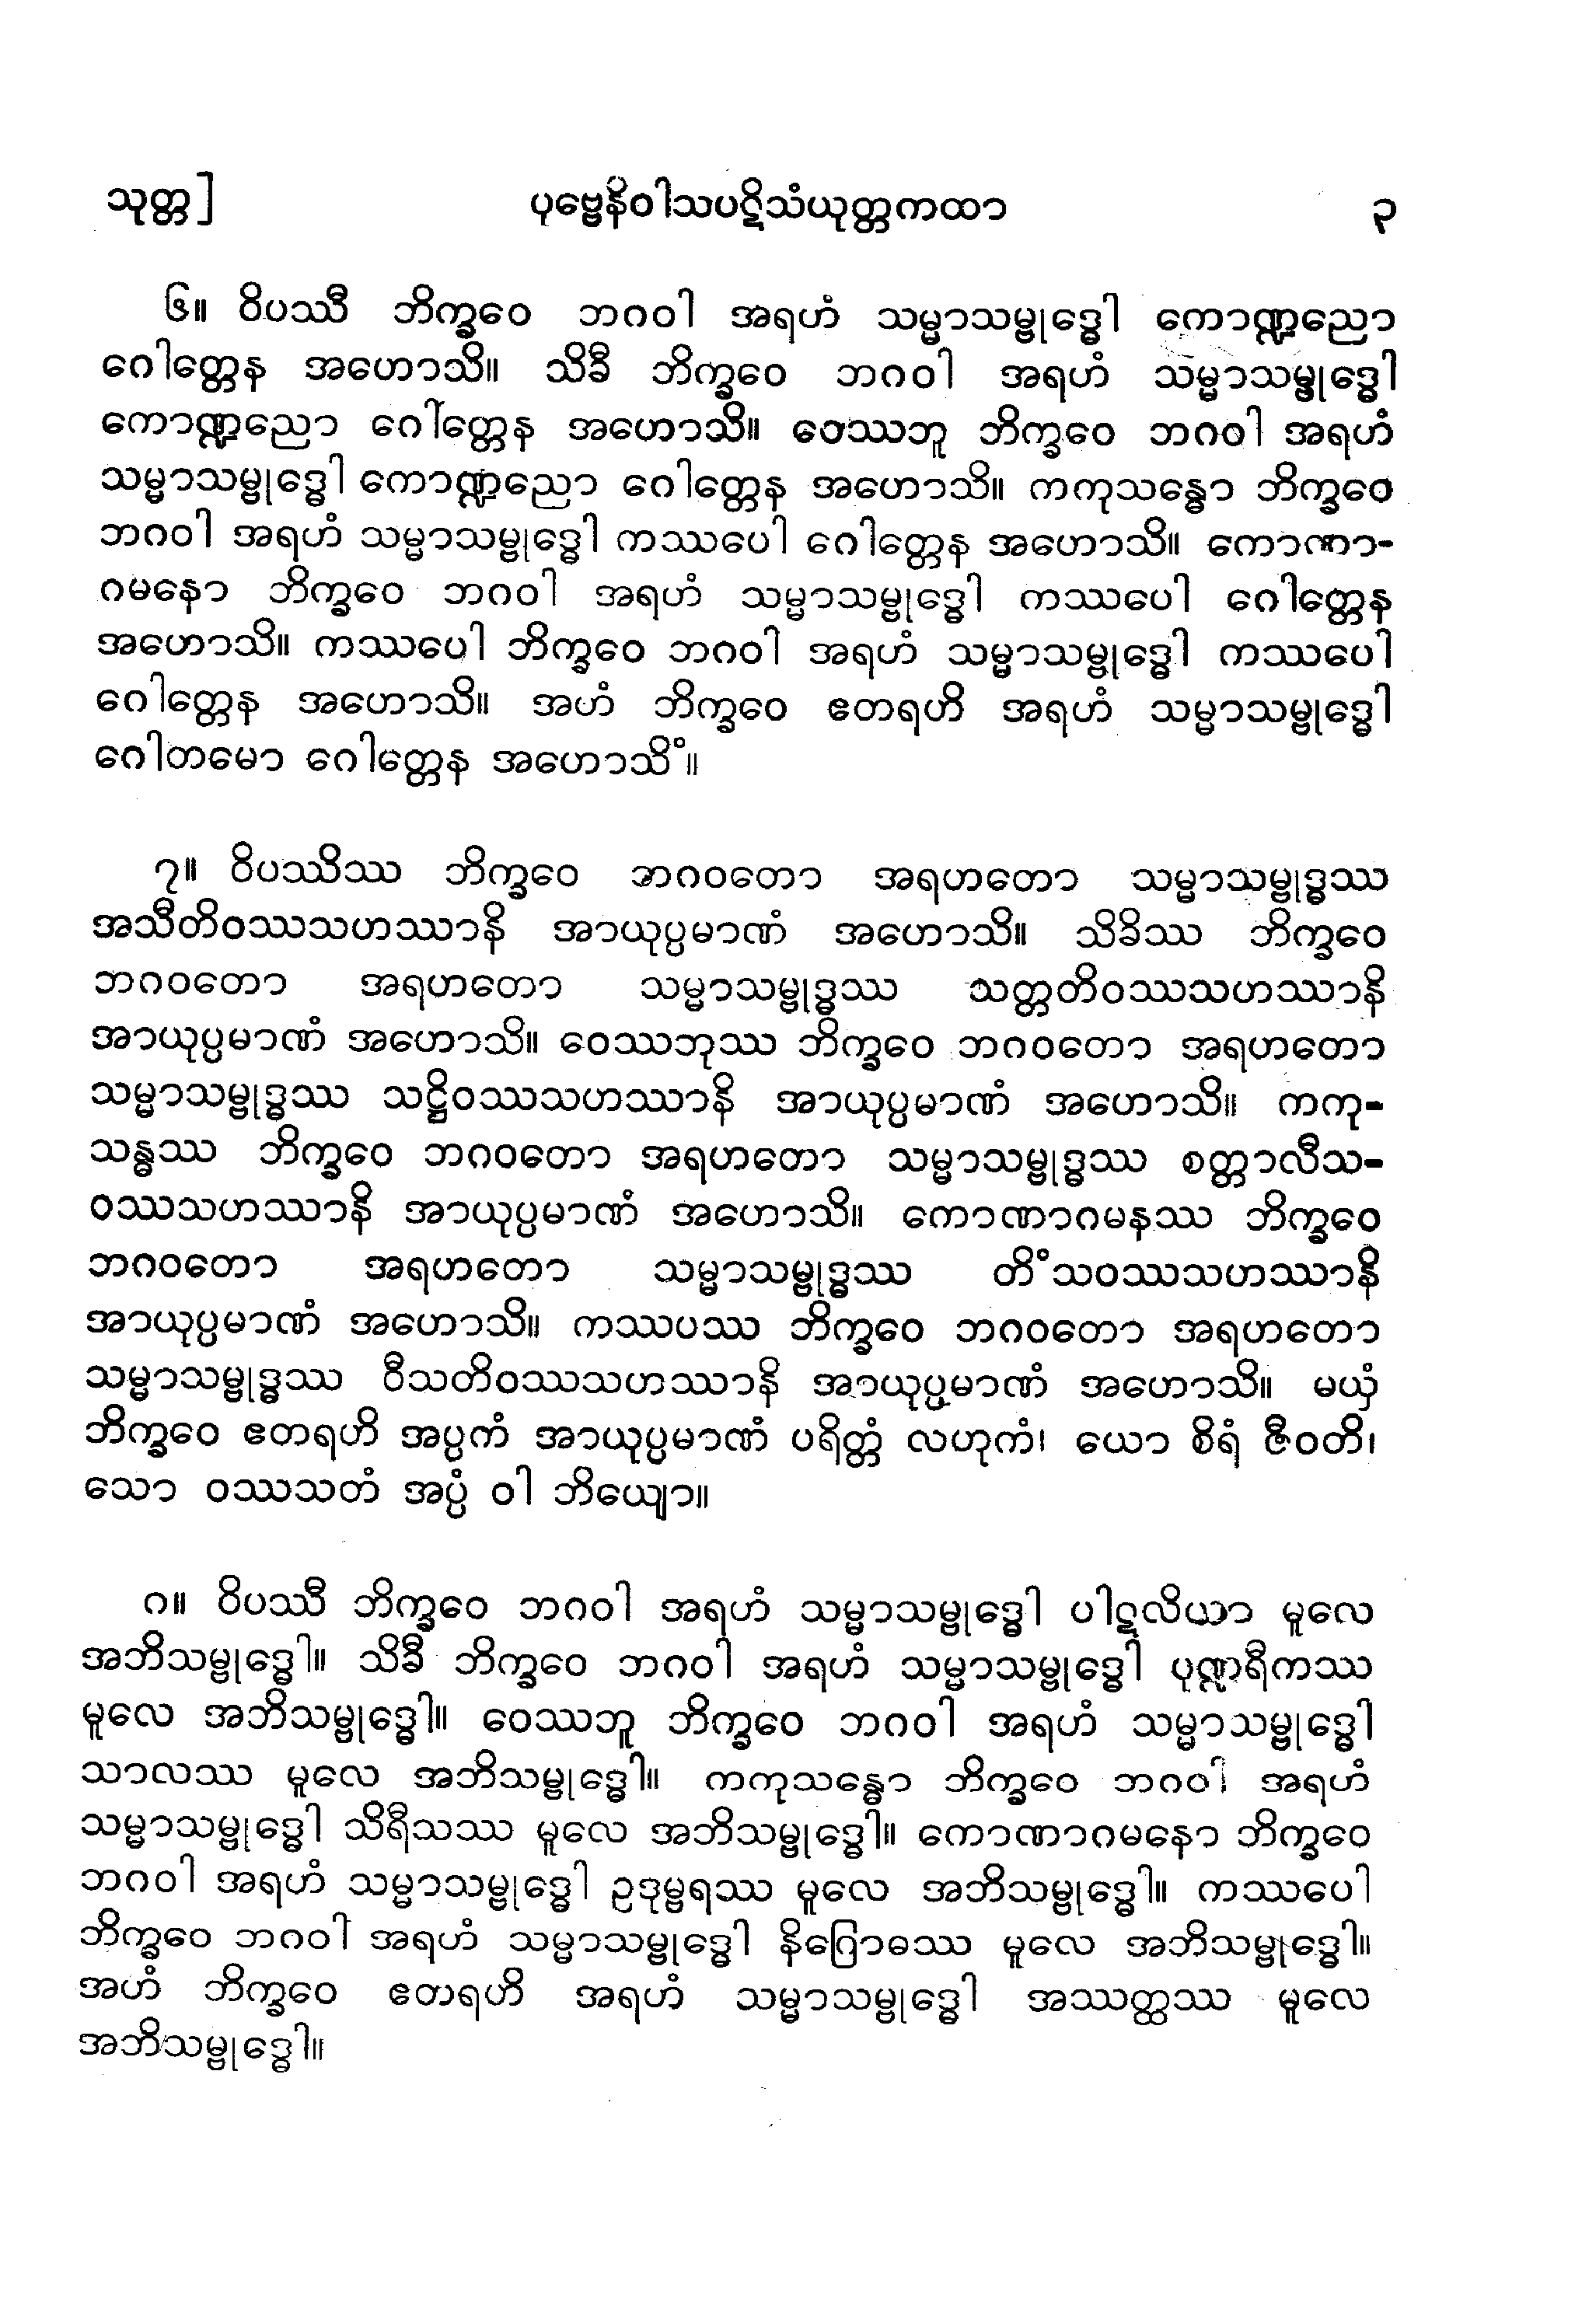 သုတ္တ] ပုဗ္ဗေနိဝါသပဋိသံယုတ္တကထာ ၃
၆။ ဝိပဿီ ဘိက္ခဝေ ဘဂဝါ အရဟံ သမ္မာသမ္ဗုဒ္ဓေါ ကောဏ္ဍညော
ဂေါတ္တေန အဟောသိ။ သိခီ ဘိက္ခဝေ ဘဂဝါ အရဟံ သမ္မာသမ္ဗုဒ္ဓေါ
ကောဏ္ဍညော ဂေါတ္တေန အဟောသိ။ ဝေဿဘူ ဘိက္ခဝေ ဘဂဝါ အရဟံ
သမ္မာသမ္ဗုဒ္ဓေါ ကောဏ္ဍညော ဂေါတ္တေန အဟောသိ။ ကကုသန္ဓော ဘိက္ခဝေ
ဘဂဝါ အရဟံ သမ္မာသမ္ဗုဒ္ဓေါ ကဿပေါ ဂေါတ္တေန အဟောသိ။ ကောဏာ-
ဂမနော ဘိက္ခဝေ ဘဂဝါ အရဟံ သမ္မာသမ္ဗုဒ္ဓေါ ကဿပေါ ဂေါတ္တေန
အဟောသိ။ ကဿပေါ ဘိက္ခဝေ ဘဂဝါ အရဟံ သမ္မာသမ္ဗုဒ္ဓေါ ကဿပေါ
ဂေါတ္တေန အဟောသိ။ အဟံ ဘိက္ခဝေ ဧတရဟိ အရဟံ သမ္မာသမ္ဗုဒ္ဓေါ
ဂေါတမော ဂေါတ္တေန အဟောသိံ။
၇။ ဝိပဿိဿ ဘိက္ခဝေ ဘဂဝတော အရဟတော သမ္မာသမ္ဗုဒ္ဓဿ
အသီတိဝဿသဟဿာနိ အာယုပ္ပမာဏံ အဟောသိ။ သိခိဿ ဘိက္ခဝေ
ဘဂဝတော အရဟတော သမ္မာသမ္ဗုဒ္ဓဿ သတ္တတိဝဿသဟဿာနိ
အာယုပ္ပမာဏံ အဟောသိ။ ဝေဿဘုဿ ဘိက္ခဝေ ဘဂဝတော အရဟတော
သမ္မာသမ္ဗုဒ္ဓဿ သဋ္ဌိဝဿသဟဿာနိ အာယုပ္ပမာဏံ အဟောသိ။ ကကု-
သန္ဓဿ ဘိက္ခဝေ ဘဂဝတော အရဟတော သမ္မာသမ္ဗုဒ္ဓဿ စတ္တာလီသ-
ဝဿသဟဿာနိ အာယုပ္ပမာဏံ အဟောသိ။ ကောဏာဂမနဿ ဘိက္ခဝေ
ဘဂဝတော အရဟတော သမ္မာသမ္ဗုဒ္ဓဿ တိံသဝဿသဟဿာနိ
အာယုပ္ပမာဏံ အဟောသိ။ ကဿပဿ ဘိက္ခဝေ ဘဂဝတော အရဟတော
သမ္မာသမ္ဗုဒ္ဓဿ ဝီသတိဝဿသဟဿာနိ အာယုပ္ပမာဏံ အဟောသိ။ မယှံ
ဘိက္ခဝေ ဧတရဟိ အပ္ပကံ အာယုပ္ပမာဏံ ပရိတ္တံ လဟုကံ၊ ယော စိရံ ဇီဝတိ၊
သော ဝဿသတံ အပ္ပံ ဝါ ဘိယျော။
၈။ ဝိပဿီ ဘိက္ခဝေ ဘဂဝါ အရဟံ သမ္မာသမ္ဗုဒ္ဓေါ ပါဋလိယာ မူလေ
အဘိသမ္ဗုဒ္ဓေါ။ သိခီ ဘိက္ခဝေ ဘဂဝါ အရဟံ သမ္မာသမ္ဗုဒ္ဓေါ ပုဏ္ဍရီကဿ
မူလေ အဘိသမ္ဗုဒ္ဓေါ။ ဝေဿဘူ ဘိက္ခဝေ ဘဂဝါ အရဟံ သမ္မာသမ္ဗုဒ္ဓေါ
သာလဿ မူလေ အဘိသမ္ဗုဒ္ဓေါ။ ကကုသန္ဓော ဘိက္ခဝေ ဘဂဝါ အရဟံ
သမ္မာသမ္ဗုဒ္ဓေါ သိရီသဿ မူလေ အဘိသမ္ဗုဒ္ဓေါ။ ကောဏာဂမနော ဘိက္ခဝေ
ဘဂဝါ အရဟံ သမ္မာသမ္ဗုဒ္ဓေါ ဥဒုမ္ဗရဿ မူလေ အဘိသမ္ဗုဒ္ဓေါ။ ကဿပေါ
ဘိက္ခဝေ ဘဂဝါ အရဟံ သမ္မာသမ္ဗုဒ္ဓေါ နိဂြောဓဿ မူလေ အဘိသမ္ဗုဒ္ဓေါ။
အဟံ ဘိက္ခဝေ ဧတရဟိ အရဟံ သမ္မာသမ္ဗုဒ္ဓေါ အဿတ္ထဿ မူလေ
အဘိသမ္ဗုဒ္ဓေါ။